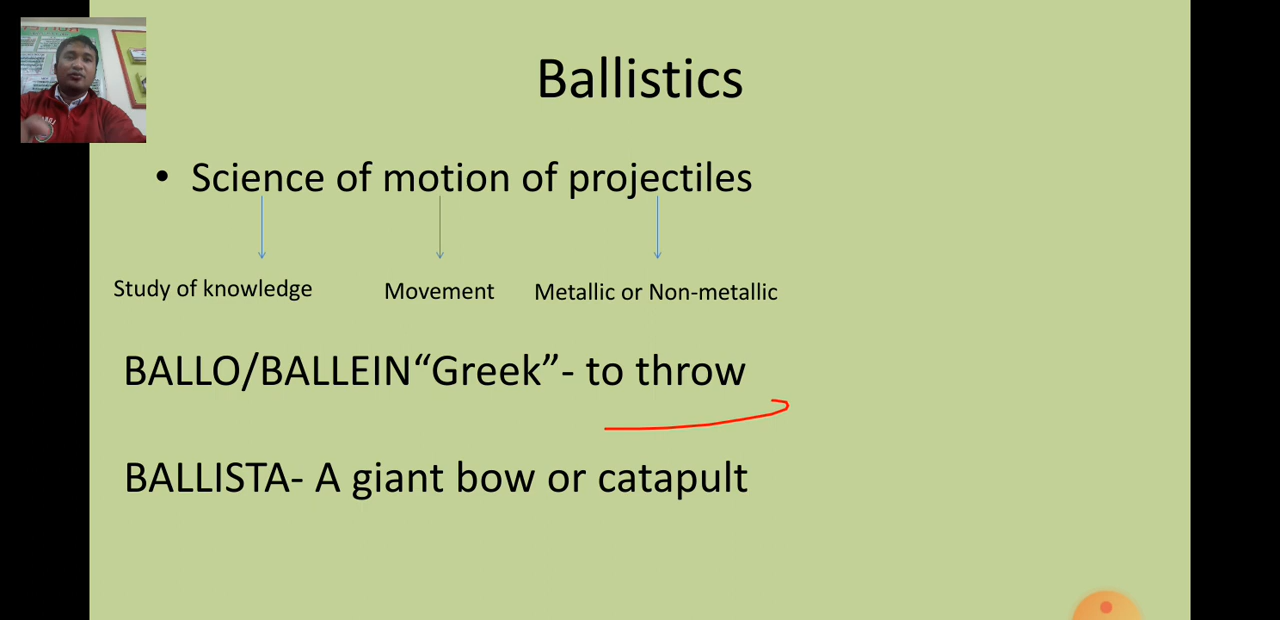 Ballistics
• Science of motion of projectiles
Study of knowledge Movement Metallic or Non-metallic
BALLO/BALLEIN“Greek”- to throw
BALLISTA- A giant bow or catapult